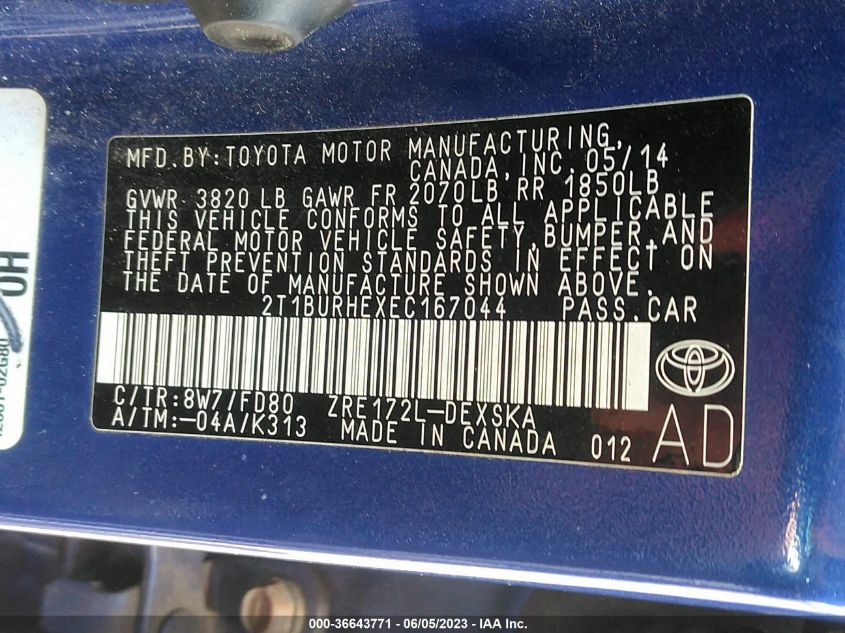 MFD.BY:TOYOTA MOTOR MANUFACTURING,
CANADA,INC. 05/14
GVWR 3820 LB GAWR FR 2070LB RR 1850LB
THIS VEHICLE CONFORMS TO ALL APPLICABLE
FEDERAL MOTOR VEHICLE SAFETY,BUMPER,AND
THEFT PREVENTION STANDARDS IN EFFECT ON
THE DATE OF MANUFACTURE SHOWN ABOVE.
2T1BURHEXEC167044 PASS.CAR
C/TR:8W7/FD80 ZRE172L-DEXSKA
A/TM:-04A/K313 MADE IN CANADA 012 AD
OH
000-36643771 - 06/05/2023 - IAA Inc.